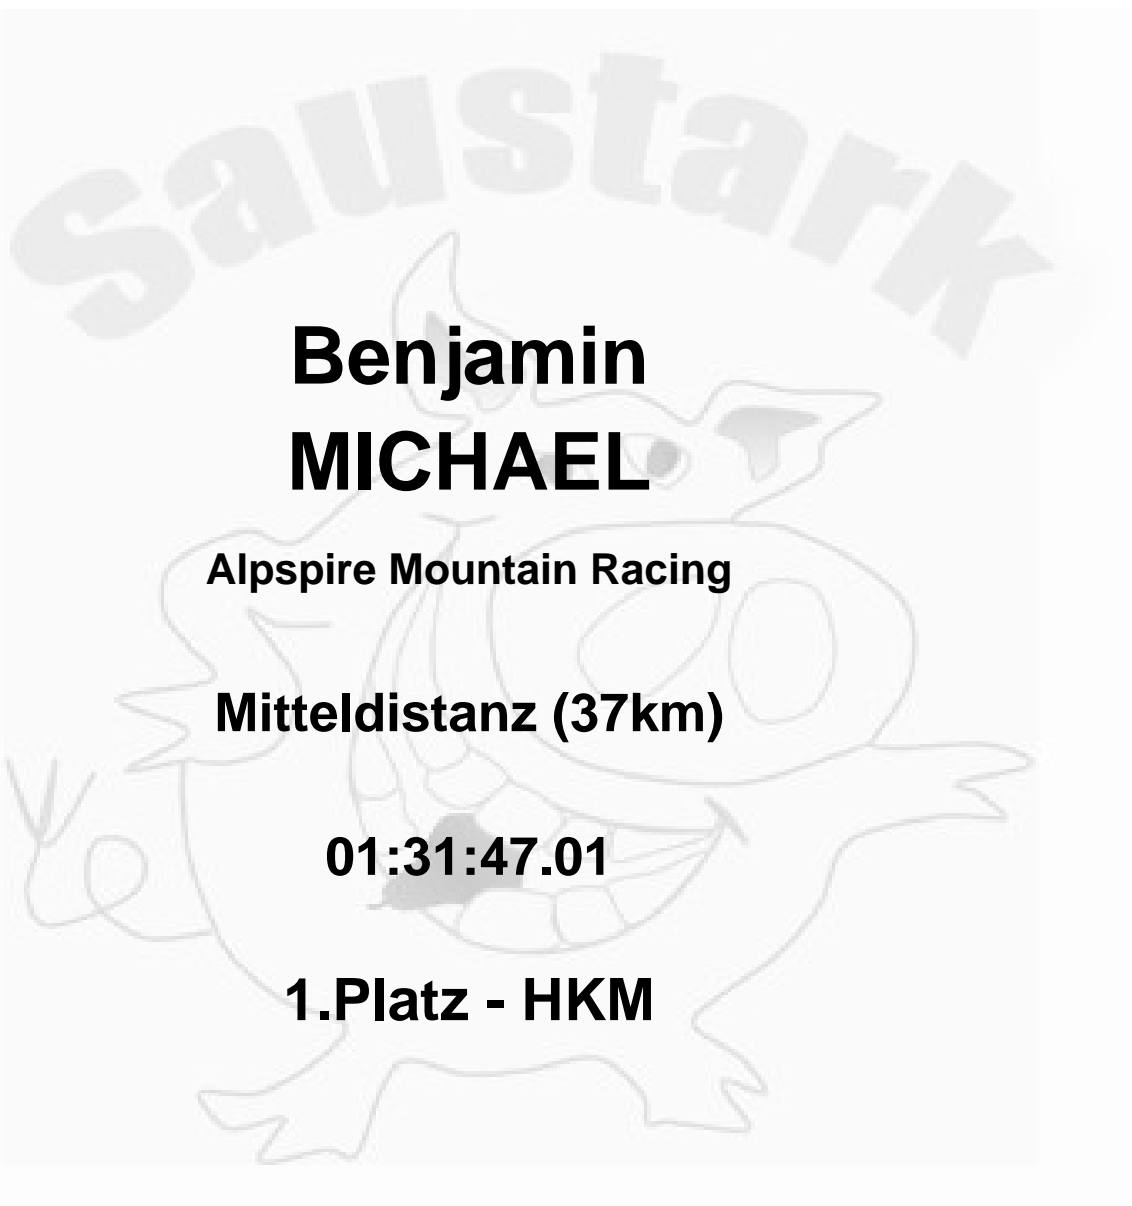 Saustark
Benjamin
MICHAEL
Alpspire Mountain Racing
Mitteldistanz (37km)
01:31:47.01
1.Platz - HKM